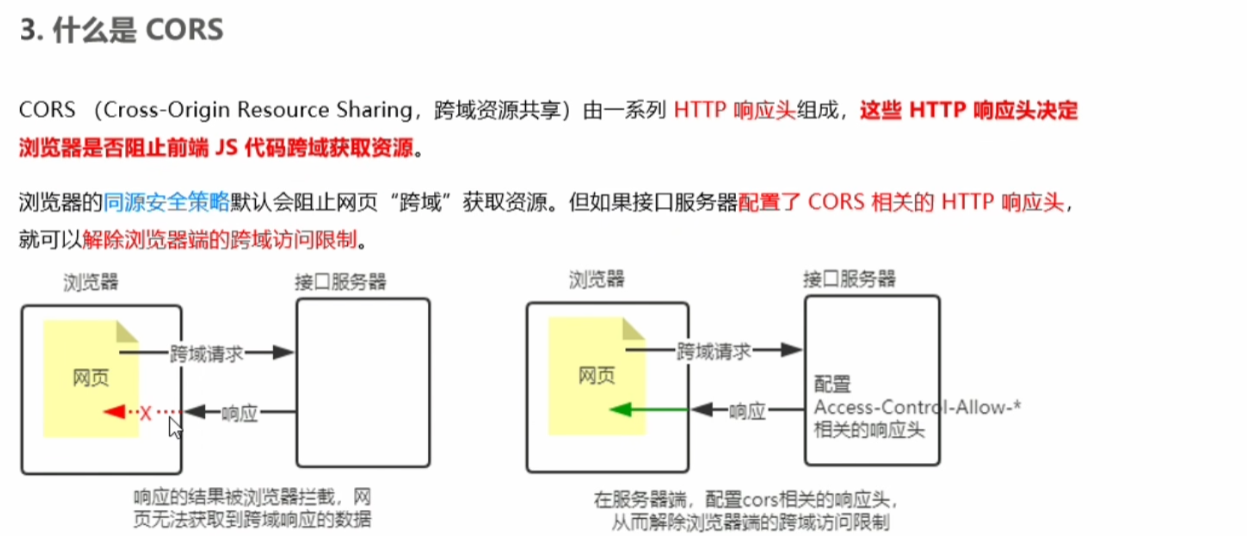 3. 什么是 CORS
CORS （Cross-Origin Resource Sharing，跨域资源共享）由一系列 HTTP 响应头组成，这些 HTTP 响应头决定
浏览器是否阻止前端 JS 代码跨域获取资源。
浏览器的同源安全策略默认会阻止网页“跨域”获取资源。但如果接口服务器配置了 CORS 相关的 HTTP 响应头，
就可以解除浏览器端的跨域访问限制。
浏览器
接口服务器
跨域请求
网页
X
响应
响应的结果被浏览器拦截，网
页无法获取到跨域响应的数据
浏览器
接口服务器
跨域请求
网页
响应
配置
Access-Control-Allow-*
相关的响应头
在服务器端，配置cors相关的响应头，
从而解除浏览器端的跨域访问限制